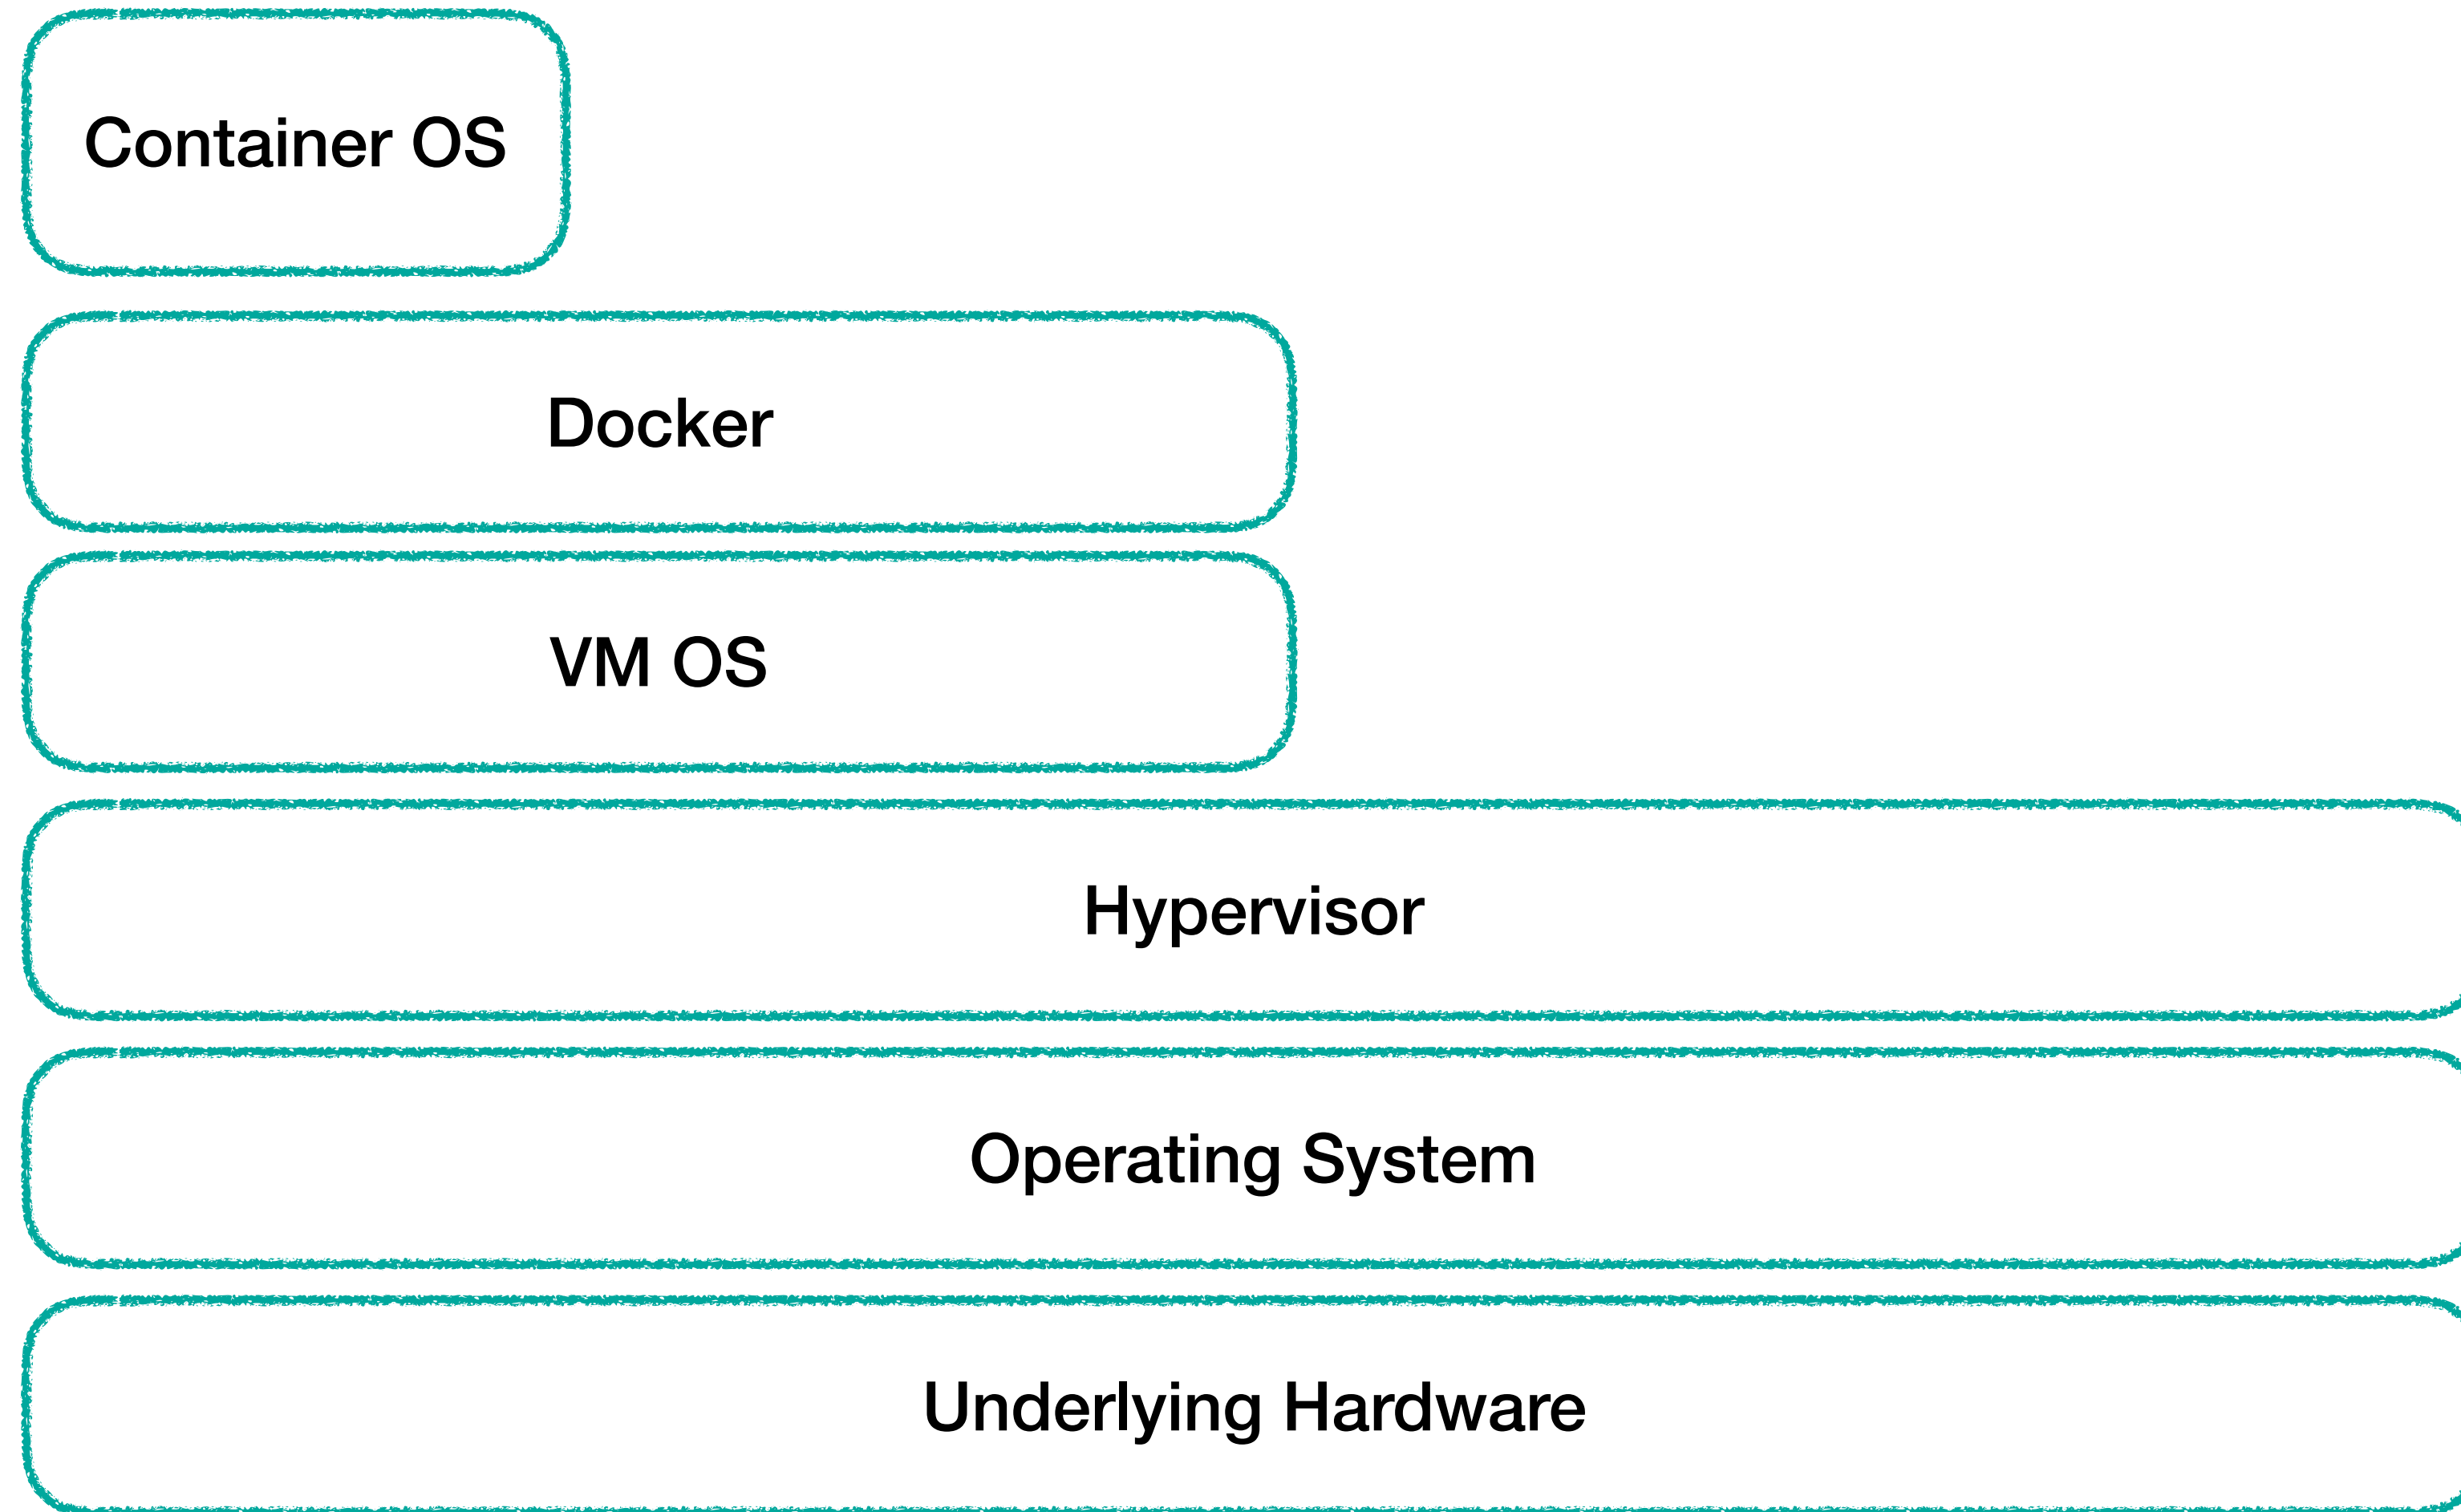 Container OS
Docker
VM OS
Hypervisor
Operating System
Underlying Hardware